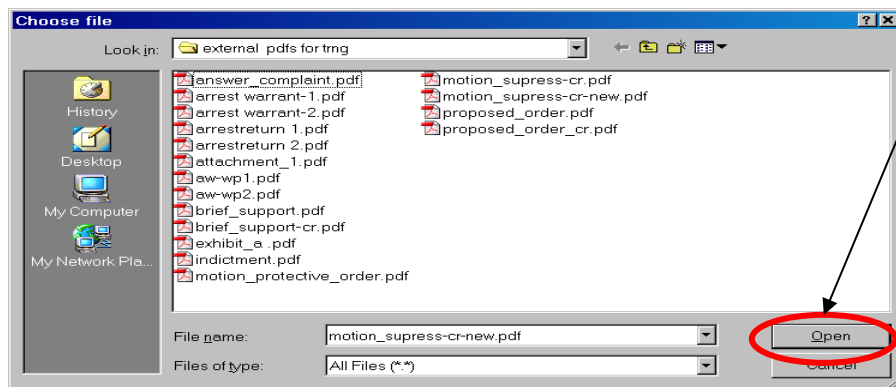 Choose file
Look in: external pdfs for trng
History
Desktop
My Computer
My Network Pla...
answer_complaint.pdf
arrest warrant-1.pdf
arrest warrant-2.pdf
arrestreturn 1.pdf
arrestreturn 2.pdf
attachment_1.pdf
aw-wp1.pdf
aw-wp2.pdf
brief_support.pdf
brief_support-cr.pdf
exhibit_a .pdf
indictment.pdf
motion_protective_order.pdf
motion_supress-cr.pdf
motion_supress-cr-new.pdf
proposed_order.pdf
proposed_order_cr.pdf
File name: motion_supress-cr-new.pdf Open
Files of type: All Files (*.*) Cancel